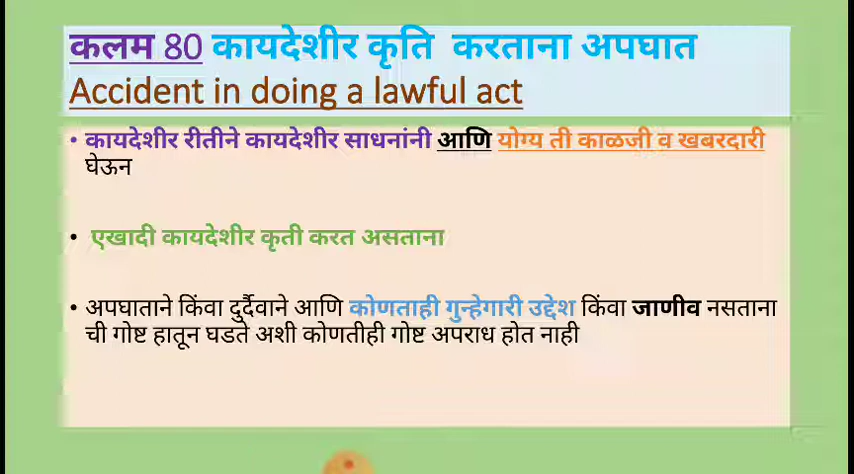 कलम 80 कायदेशीर कृति करताना अपघात
Accident in doing a lawful act
• कायदेशीर रीतीने कायदेशीर साधनांनी आणि योग्य ती काळजी व खबरदारी
घेऊन
• एखादी कायदेशीर कृती करत असताना
• अपघाताने किंवा दुर्दैवाने आणि कोणताही गुन्हेगारी उद्देश किंवा जाणीव नसताना
ची गोष्ट हातून घडते अशी कोणतीही गोष्ट अपराध होत नाही